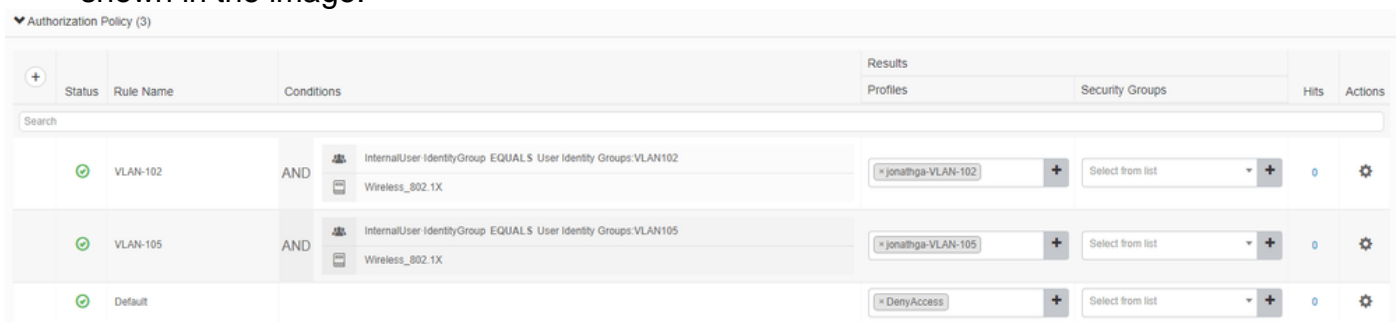 shown in the image.
Authorization Policy (3)
Results
+ Status Rule Name Conditions Profiles Security Groups Hits Actions
Search
InternalUser·IdentityGroup EQUALS User Identity Groups:VLAN102
VLAN-102 AND × jonathga-VLAN-102 + Select from list + 0
Wireless_802.1X
InternalUser·IdentityGroup EQUALS User Identity Groups:VLAN105
VLAN-105 AND × jonathga-VLAN-105 + Select from list + 0
Wireless_802.1X
Default × DenyAccess + Select from list + 0